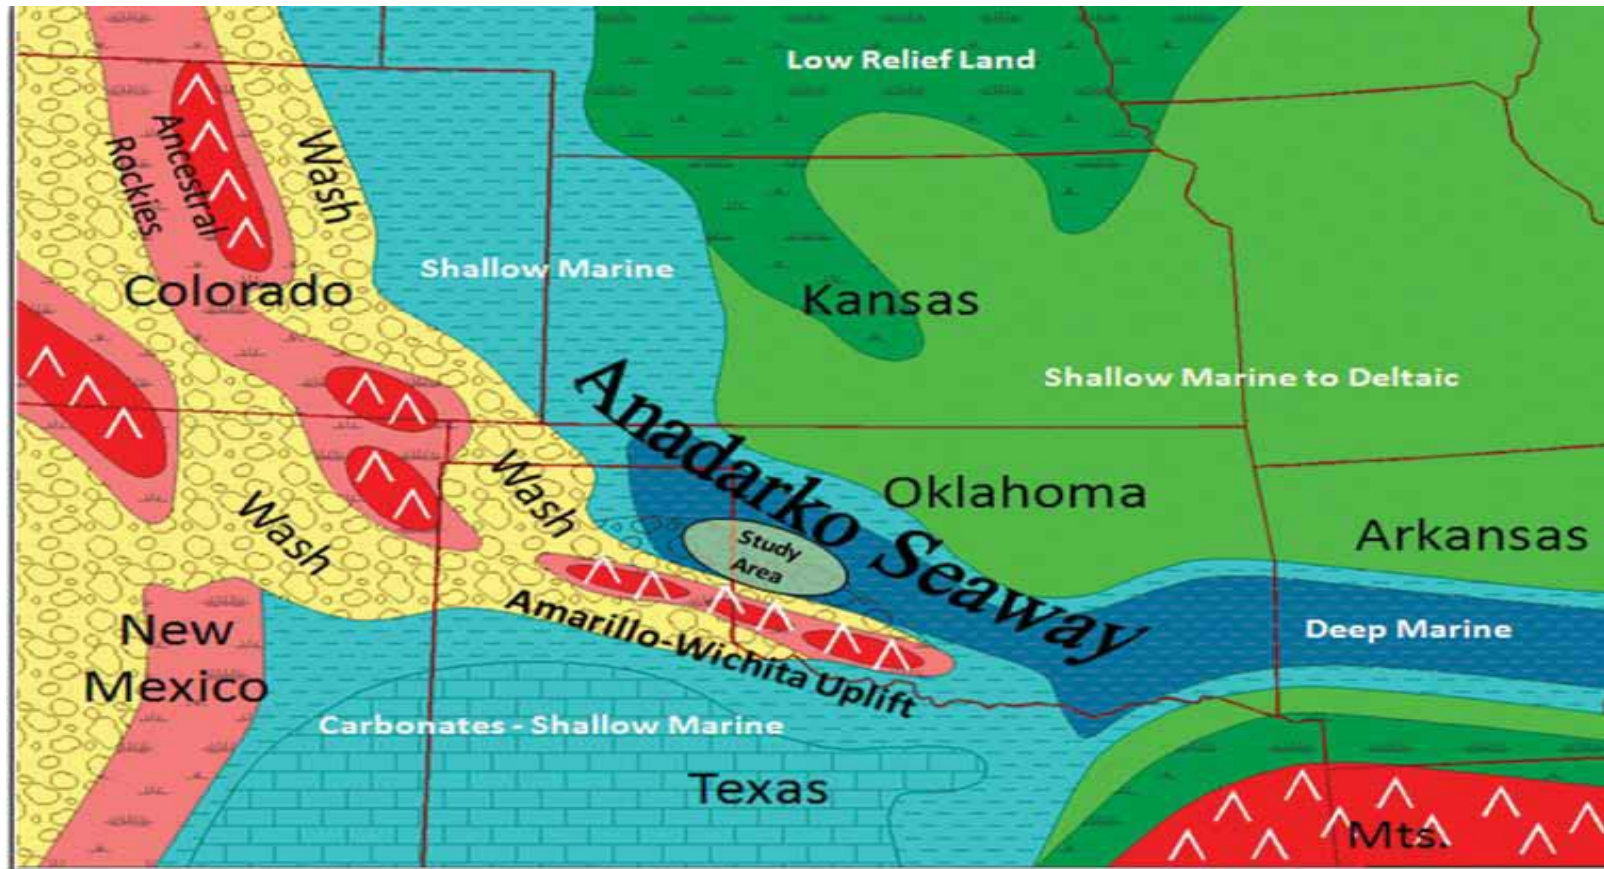 Low Relief Land
Ancestral
Rockies
Wash
Shallow Marine
Colorado
Kansas
Shallow Marine to Deltaic
Anadarko Seaway
Wash
Wash
Oklahoma
Arkansas
Study
Area
Amarillo-Wichita Uplift
New
Mexico
Deep Marine
Carbonates - Shallow Marine
Texas
Mts.